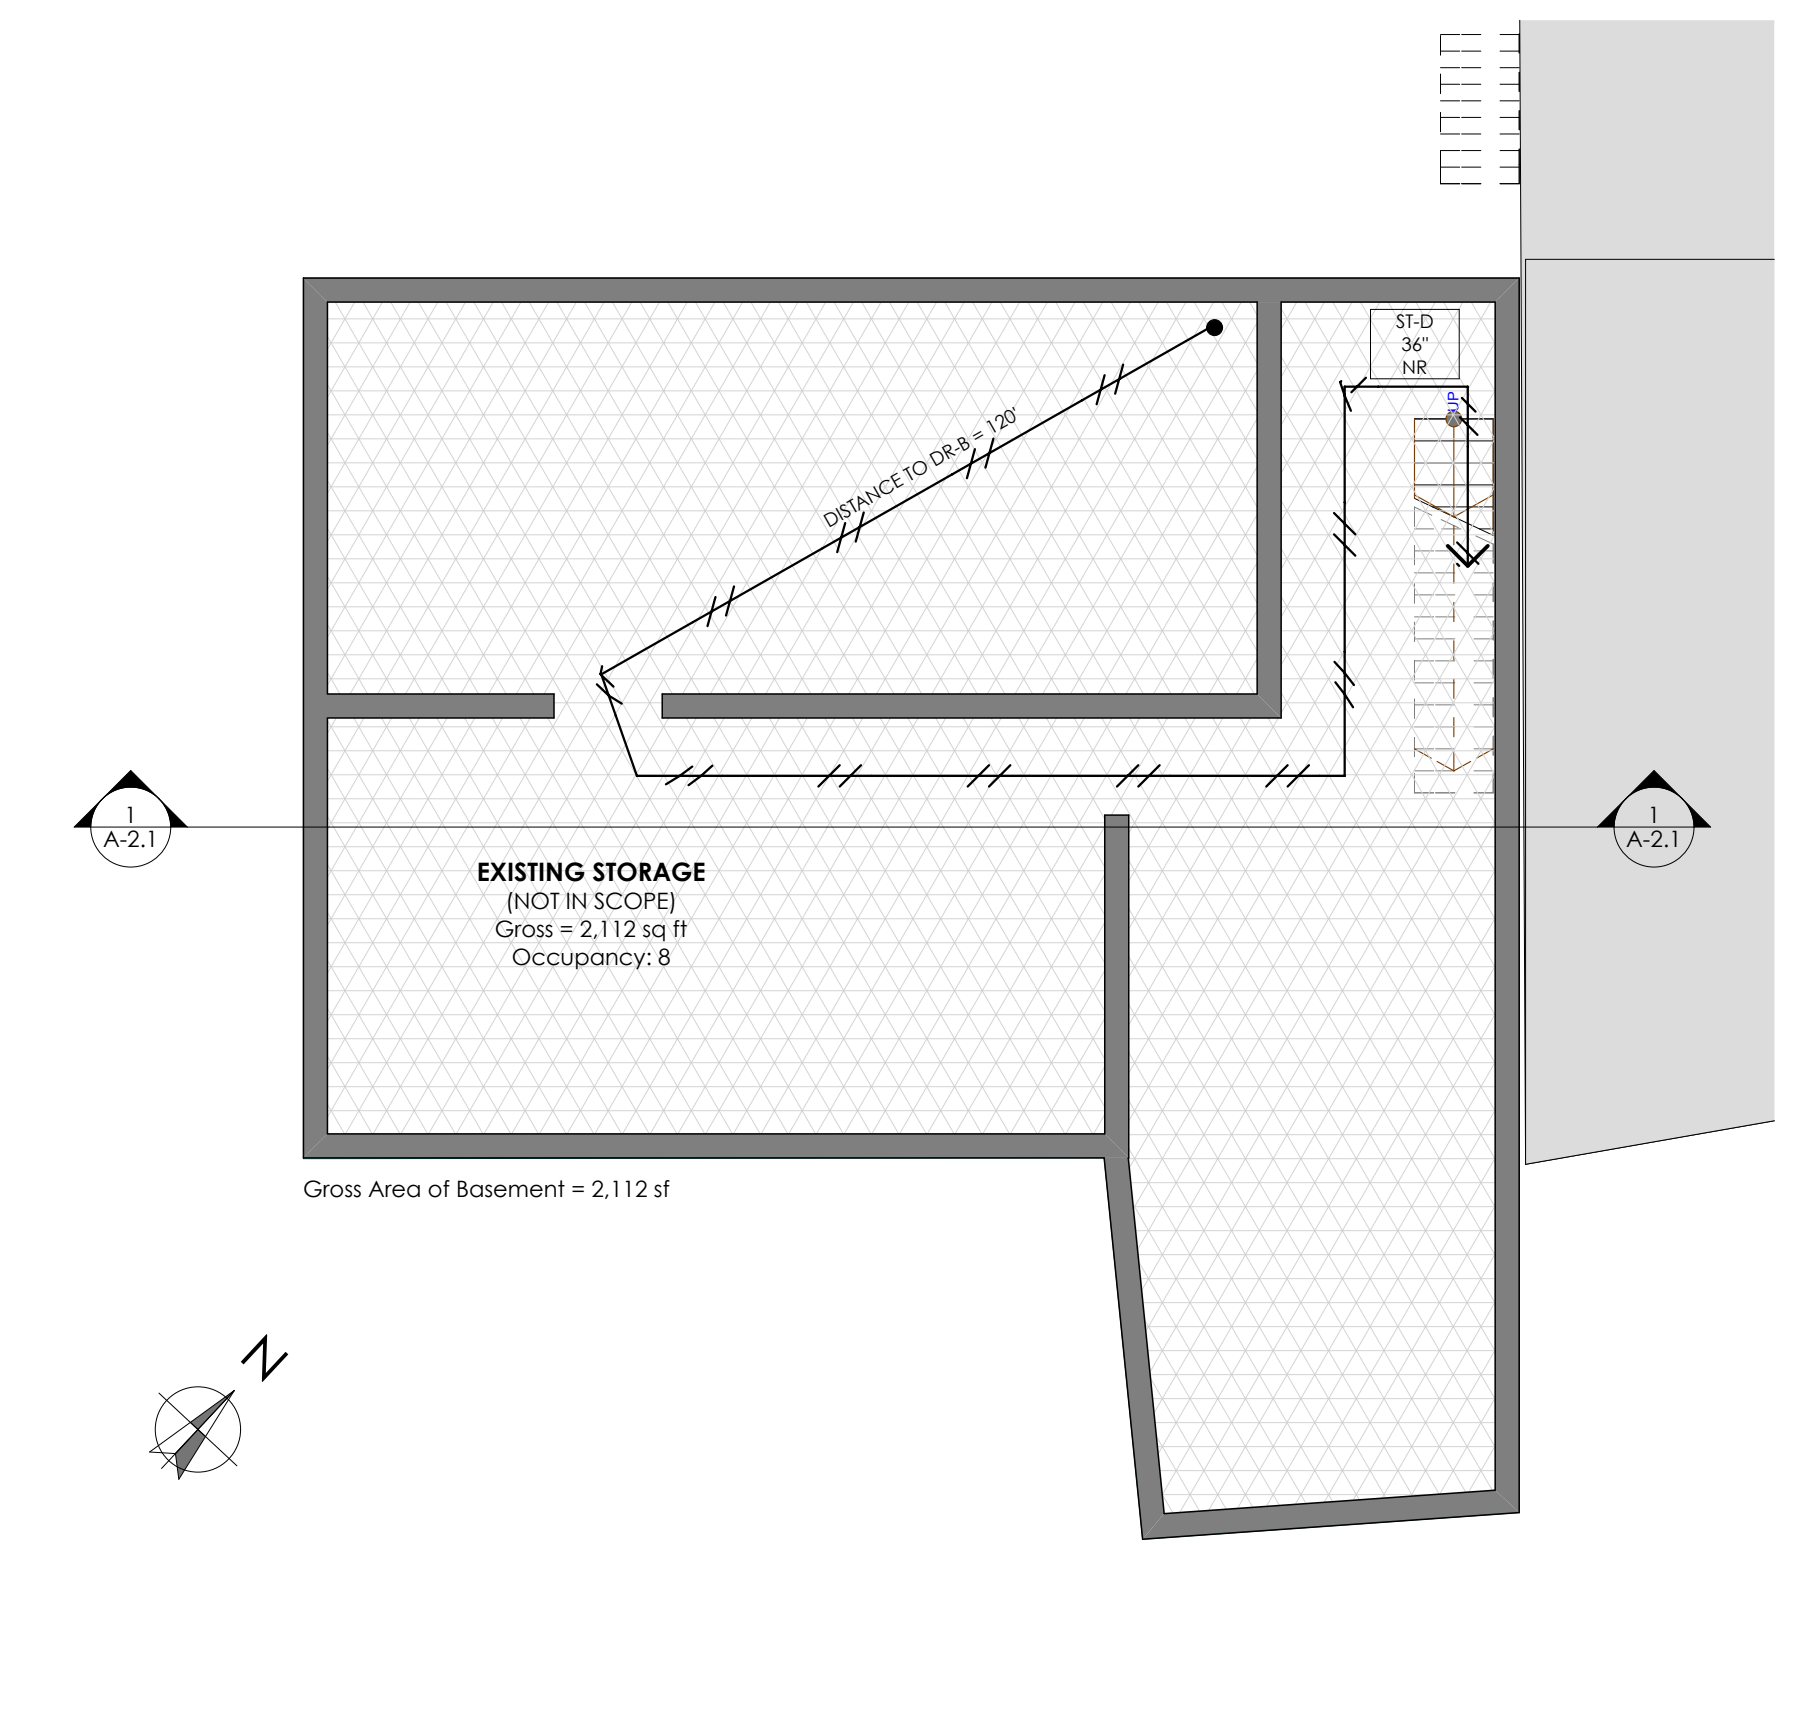 ST-D
36"
NR
UP
DISTANCE TO DR-B = 120'
1
A-2.1
1
A-2.1
EXISTING STORAGE
(NOT IN SCOPE)
Gross = 2,112 sq ft
Occupancy: 8
Gross Area of Basement = 2,112 sf
N